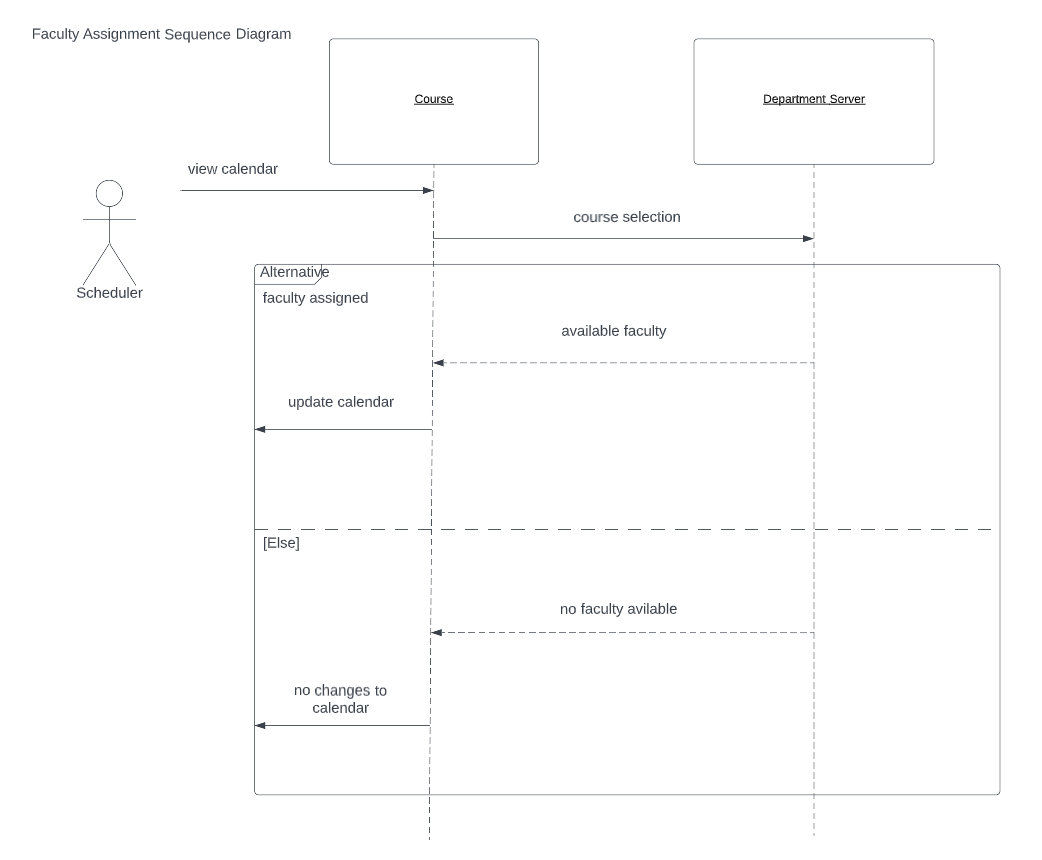 Faculty Assignment Sequence Diagram
Course
Department Server
view calendar
Scheduler
course selection
Alternative
faculty assigned
available faculty
update calendar
[Else]
no faculty avilable
no changes to
calendar